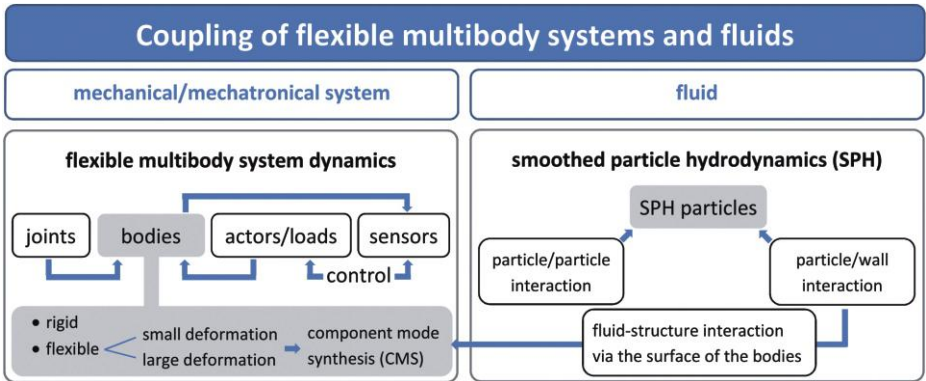 Coupling of flexible multibody systems and fluids
mechanical/mechatronical system
fluid
flexible multibody system dynamics
joints
bodies
actors/loads
sensors
control
• rigid
• flexible
small deformation
large deformation
component mode
synthesis (CMS)
smoothed particle hydrodynamics (SPH)
SPH particles
particle/particle
interaction
particle/wall
interaction
fluid-structure interaction
via the surface of the bodies